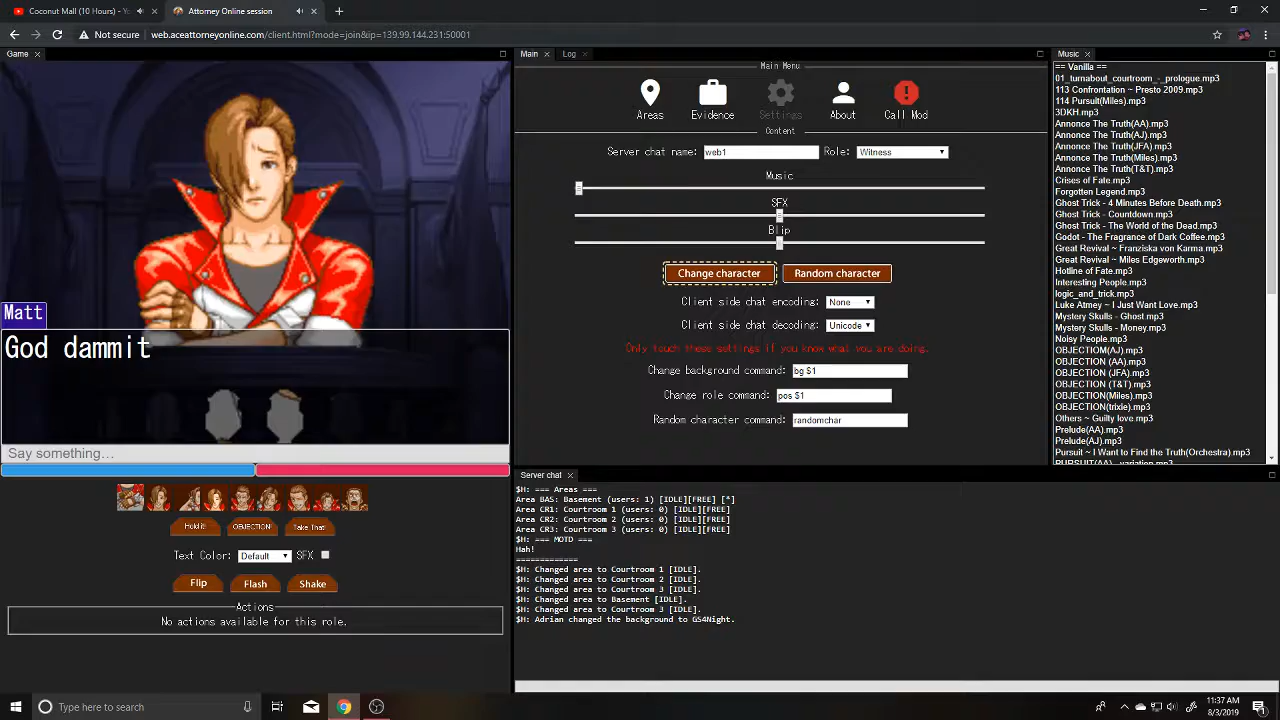 Coconut Mall (10 Hours) - Y
Attorney Online session
Not secure | web.aceattorneyonline.com/client.html?mode=join&ip=139.99.144.231:50001
Game
Matt
God dammit
Say something...
Hold it!
OBJECTION!
Take That!
Text Color:
Default
SFX
Flip
Flash
Shake
Actions
No actions available for this role.
Main
Log
Main Menu
Areas
Evidence
Settings
About
Call Mod
Content
Server chat name:
web1
Role:
Witness
Music
SFX
Blip
Change character
Random character
Client side chat encoding:
None
Client side chat decoding:
Unicode
Only touch these settings if you know what you are doing.
Change background command:
bg $1
Change role command:
pos $1
Random character command:
randomchar
Server chat
$H: === Areas ===
Area BAS: Basement (users: 1) [IDLE][FREE] [*]
Area CR1: Courtroom 1 (users: 0) [IDLE][FREE]
Area CR2: Courtroom 2 (users: 0) [IDLE][FREE]
Area CR3: Courtroom 3 (users: 0) [IDLE][FREE]
$H: === MOTD ===
Hah!
=============
$H: Changed area to Courtroom 1 [IDLE].
$H: Changed area to Courtroom 2 [IDLE].
$H: Changed area to Courtroom 3 [IDLE].
$H: Changed area to Basement [IDLE].
$H: Changed area to Courtroom 3 [IDLE].
$H: Adrian changed the background to GS4Night.
Music
== Vanilla ==
01_turnabout_courtroom_-_prologue.mp3
113 Confrontation ~ Presto 2009.mp3
114 Pursuit(Miles).mp3
3DKH.mp3
Annonce The Truth(AA).mp3
Annonce The Truth(AJ).mp3
Annonce The Truth(JFA).mp3
Annonce The Truth(Miles).mp3
Annonce The Truth(T&T).mp3
Crises of Fate.mp3
Forgotten Legend.mp3
Ghost Trick - 4 Minutes Before Death.mp3
Ghost Trick - Countdown.mp3
Ghost Trick - The World of the Dead.mp3
Godot - The Fragrance of Dark Coffee.mp3
Great Revival ~ Franziska von Karma.mp3
Great Revival ~ Miles Edgeworth.mp3
Hotline of Fate.mp3
Interesting People.mp3
logic_and_trick.mp3
Luke Atmey ~ I Just Want Love.mp3
Mystery Skulls - Ghost.mp3
Mystery Skulls - Money.mp3
Noisy People.mp3
OBJECTIOM(AJ).mp3
OBJECTION (AA).mp3
OBJECTION (JFA).mp3
OBJECTION (T&T).mp3
OBJECTION(Miles).mp3
OBJECTION(trixie).mp3
Others ~ Guilty love.mp3
Prelude(AA).mp3
Prelude(AJ).mp3
Pursuit ~ I Want to Find the Truth(Orchestra).mp3
PURSUIT(AA) - variation.mp3
Type here to search
11:37 AM
8/3/2019